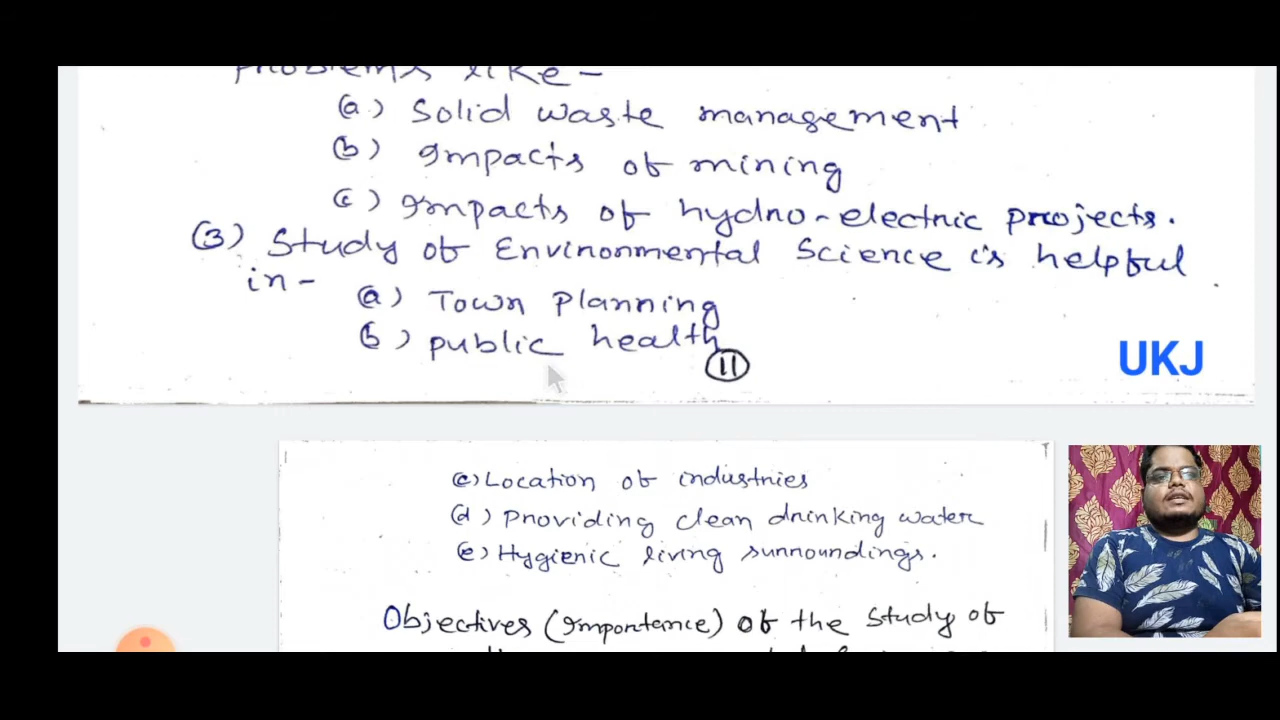 problems like -
(a) Solid waste management
(b) Impacts of mining
(c) Impacts of hydro-electric projects.
(3) Study of Environmental Science is helpful
in -
(a) Town planning
(b) public health
11
UKJ
(c) Location of industries
(d) Providing clean drinking water
(e) Hygienic living surroundings.
Objectives (Importance) of the study of